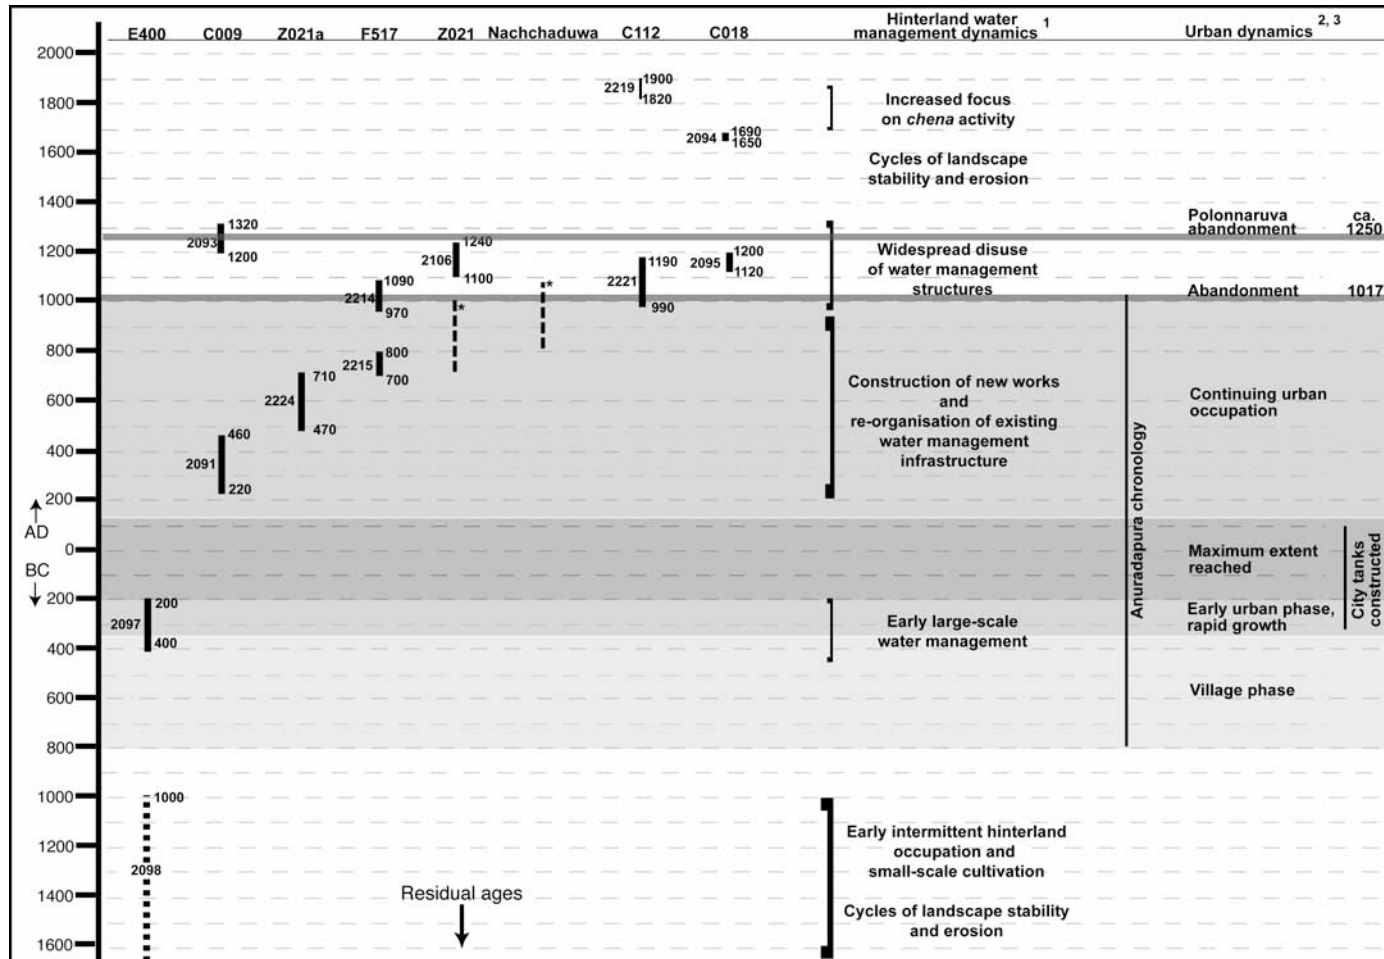 Hinterland water
management dynamics 1
Urban dynamics 2, 3
E400 C009 Z021a F517 Z021 Nachchaduwa C112 C018
2000
1800
1600
1400
1200
1000
800
600
400
200
AD
0
BC
200
400
600
800
1000
1200
1400
1600
2097
200
400
2098
1000
2093
1320
1200
2091
460
220
2224
710
470
2214
1090
970
2215
800
700
2106
1240
1100
*
*
2219
1900
1820
2221
1190
990
2094
1690
1650
2095
1200
1120
Residual ages
Increased focus
on chena activity
Cycles of landscape
stability and erosion
Widespread disuse
of water management
structures
Construction of new works
and
re-organisation of existing
water management
infrastructure
Early large-scale
water management
Early intermittent hinterland
occupation and
small-scale cultivation
Cycles of landscape stability
and erosion
Anuradapura chronology
Polonnaruva
abandonment
ca.
1250
Abandonment 1017
Continuing urban
occupation
Maximum extent
reached
Early urban phase,
rapid growth
City tanks
constructed
Village phase